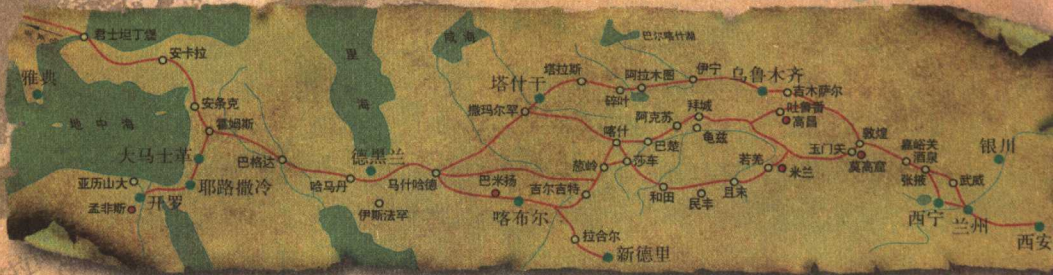 君士坦丁堡
安卡拉
雅典
地中海
安条克
霍姆斯
大马士革
耶路撒冷
亚历山大
开罗
孟非斯
巴格达
里海
德黑兰
哈马丹
伊斯法罕
马什哈德
咸海
巴尔喀什湖
塔什干
塔拉斯
碎叶
阿拉木图
伊宁
乌鲁木齐
吉木萨尔
撒玛尔罕
喀什
阿克苏
拜城
龟兹
巴楚
莎车
葱岭
吐鲁番
高昌
巴米扬
吉尔吉特
喀布尔
拉合尔
新德里
和田
民丰
且末
若羌
米兰
玉门关
敦煌
莫高窟
嘉峪关
酒泉
张掖
武威
银川
西宁
兰州
西安